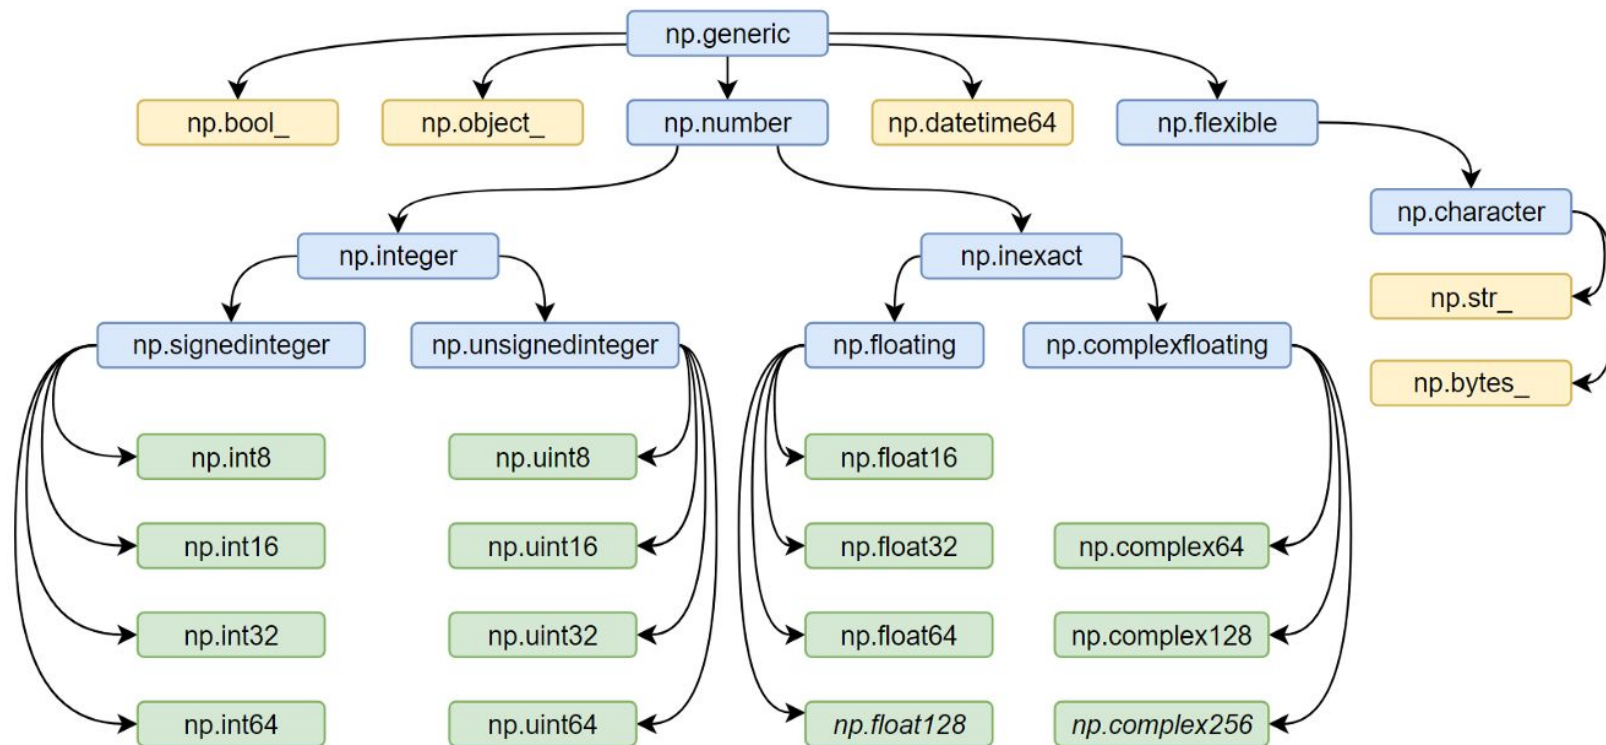 np.generic
np.bool_
np.object_
np.number
np.datetime64
np.flexible
np.character
np.integer
np.inexact
np.str_
np.signedinteger
np.unsignedinteger
np.floating
np.complexfloating
np.bytes_
np.int8
np.uint8
np.float16
np.int16
np.uint16
np.float32
np.complex64
np.int32
np.uint32
np.float64
np.complex128
np.int64
np.uint64
np.float128
np.complex256